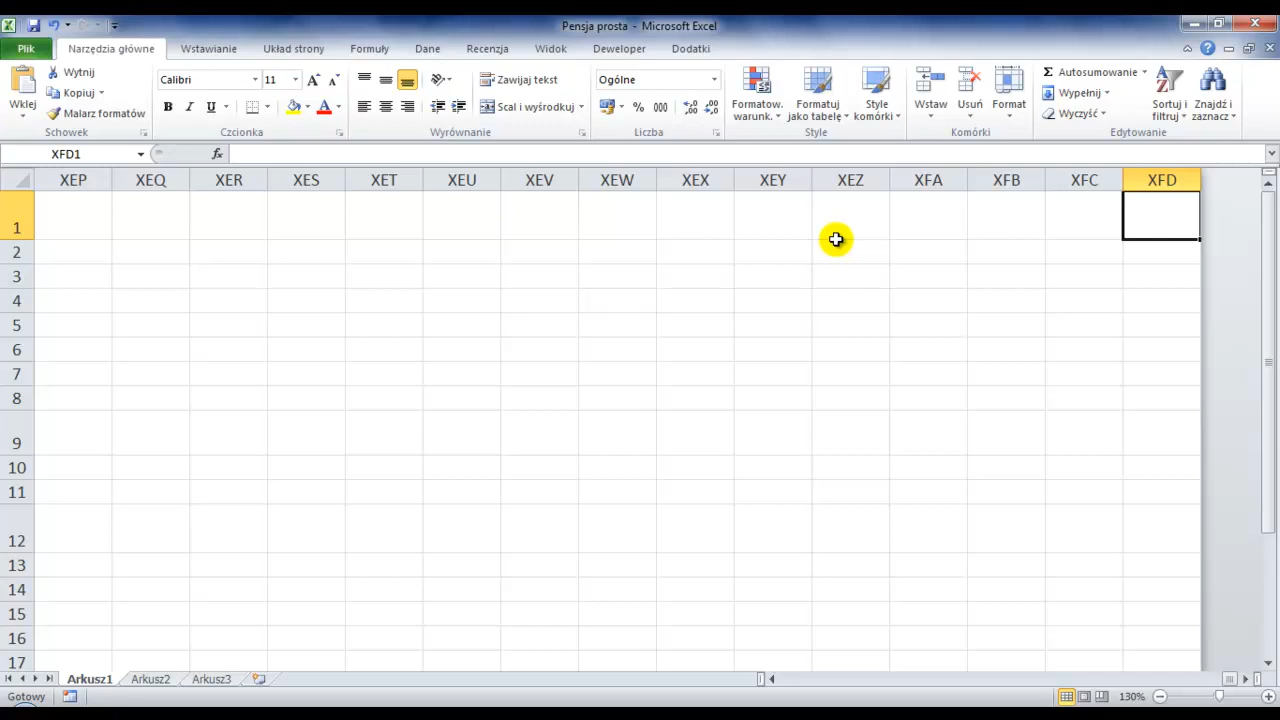 Pensja prosta - Microsoft Excel
Plik Narzędzia główne Wstawianie Układ strony Formuły Dane Recenzja Widok Deweloper Dodatki
Wklej
Wytnij
Kopiuj
Malarz formatów
Schowek
Calibri 11
B I U A
Czcionka
Zawijaj tekst
Scal i wyśrodkuj
Wyrównanie
Ogólne
% 000
Liczba
Formatow. warunk.
Formatuj jako tabelę
Style komórki
Style
Wstaw Usuń Format
Komórki
Σ Autosumowanie
Wypełnij
Wyczyść
Sortuj i filtruj
Znajdź i zaznacz
Edytowanie
XFD1 fx
XEP XEQ XER XES XET XEU XEV XEW XEX XEY XEZ XFA XFB XFC XFD
1
2
3
4
5
6
7
8
9
10
11
12
13
14
15
16
17
Arkusz1 Arkusz2 Arkusz3
Gotowy 130%